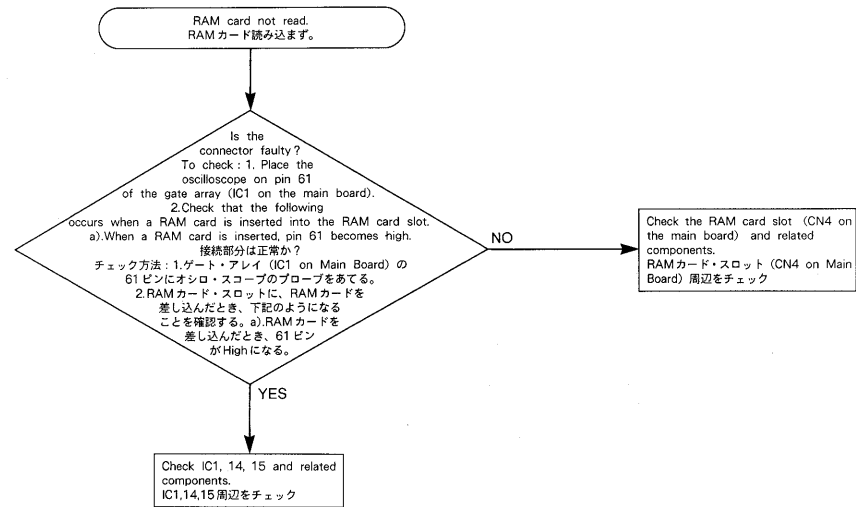 RAM card not read.
RAMカード読み込まず。
Is the
connector faulty?
To check : 1. Place the
oscilloscope on pin 61
of the gate array (IC1 on the main board).
2.Check that the following
occurs when a RAM card is inserted into the RAM card slot.
a).When a RAM card is inserted, pin 61 becomes high.
接続部分は正常か?
チェック方法:1.ゲート・アレイ(IC1 on Main Board)の
61ピンにオシロ・スコープのプローブをあてる。
2.RAMカード・スロットに、RAMカードを
差し込んだとき、下記のようになる
ことを確認する。a).RAMカードを
差し込んだとき、61ピン
がHighになる。
NO
Check the RAM card slot (CN4 on
the main board) and related
components.
RAMカード・スロット(CN4 on Main
Board)周辺をチェック
YES
Check IC1, 14, 15 and related
components.
IC1,14,15周辺をチェック